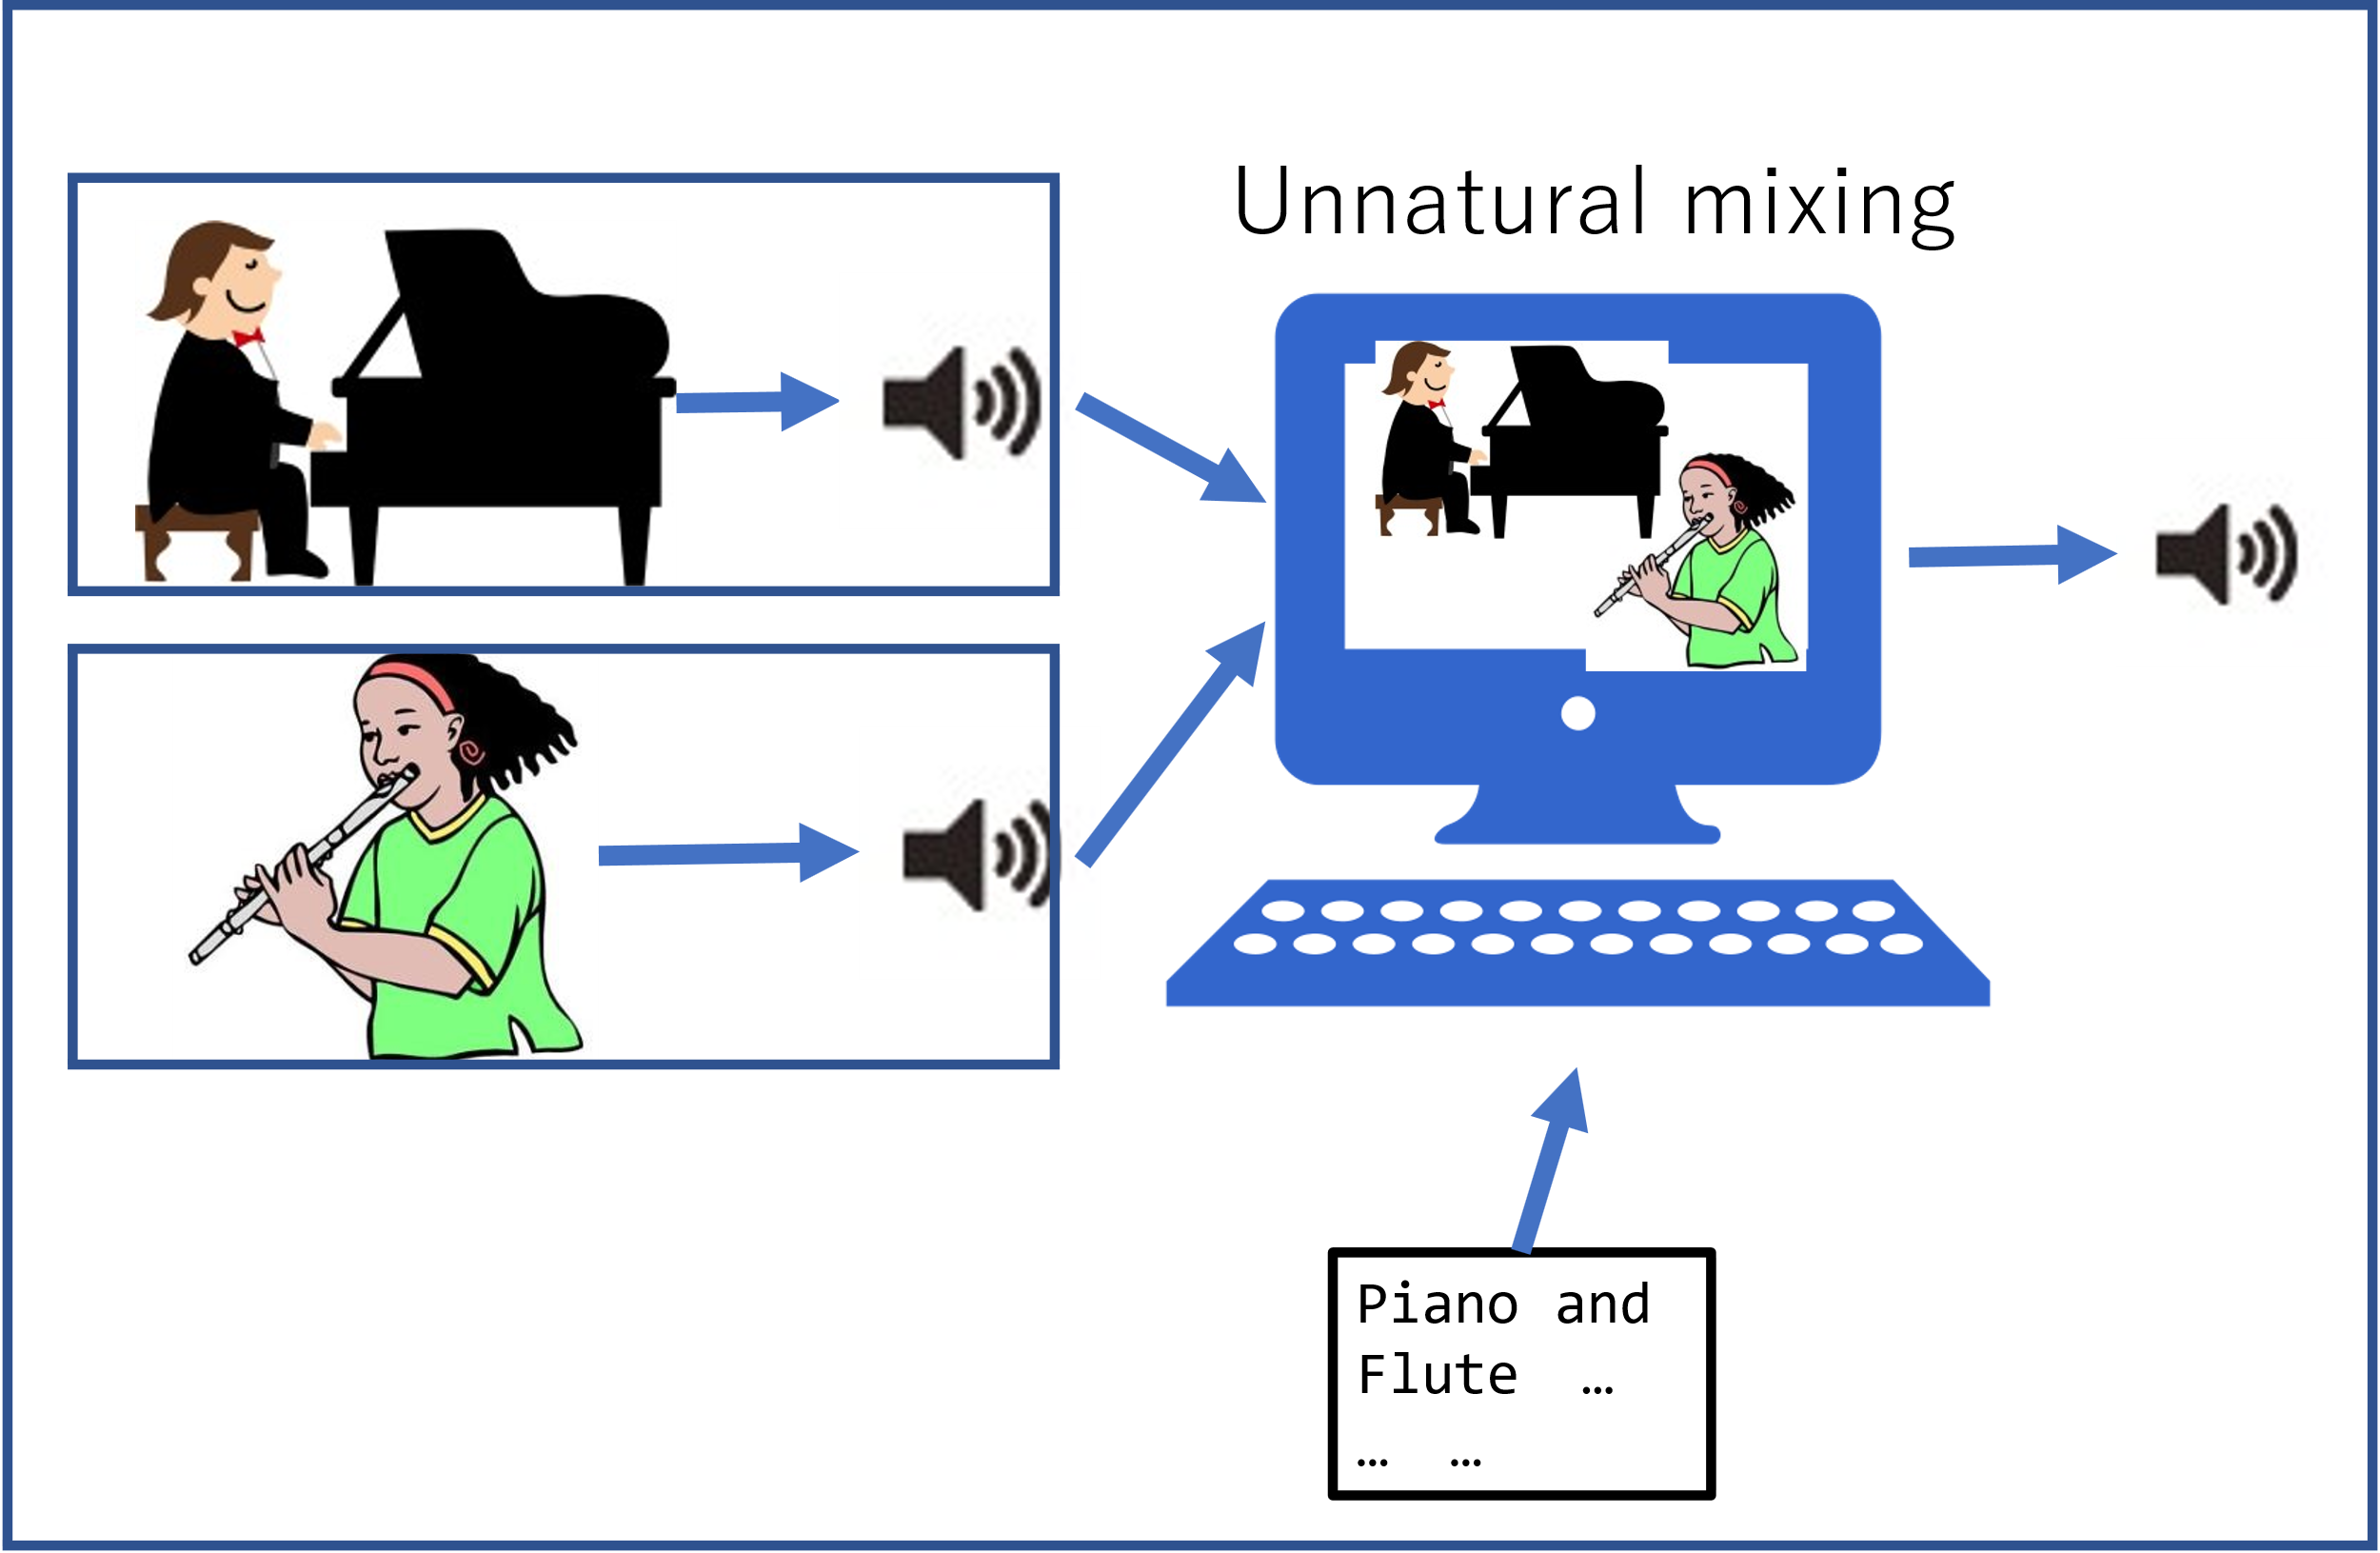 Unnatural mixing
Piano and
Flute …
… …